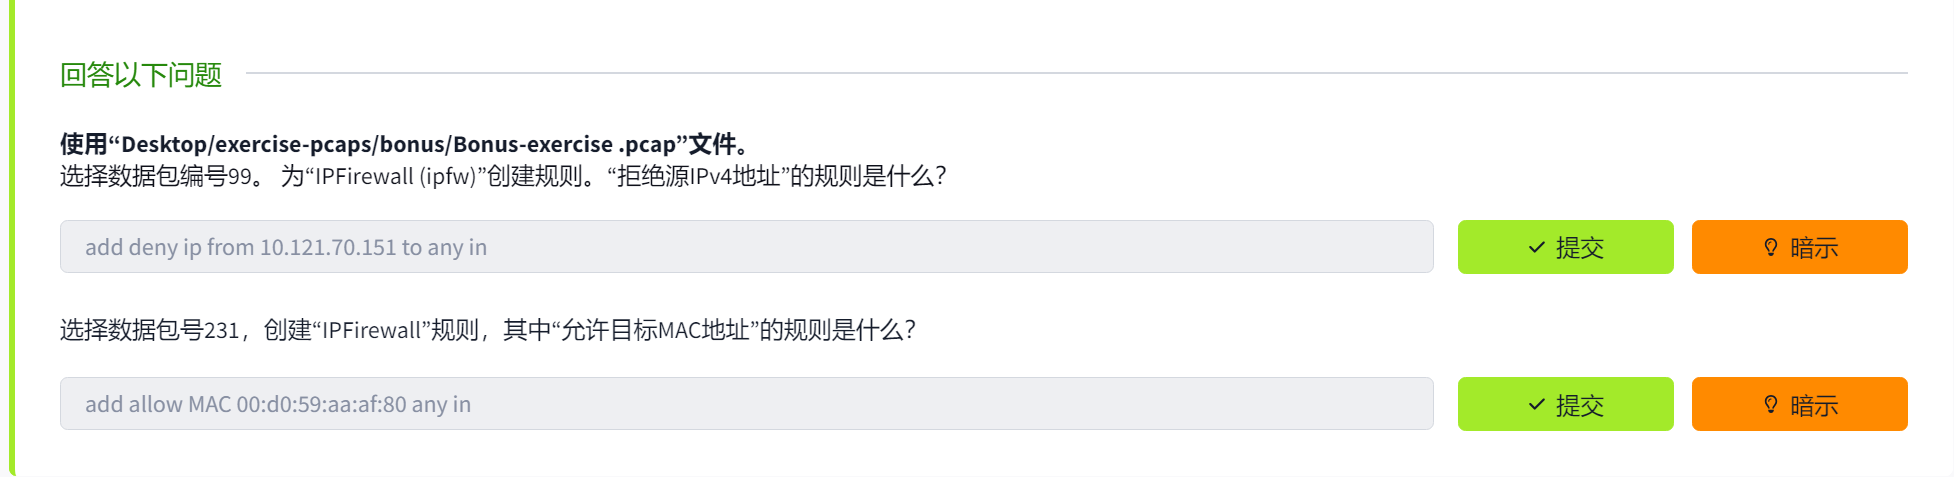 回答以下问题
使用“Desktop/exercise-pcaps/bonus/Bonus-exercise .pcap”文件。
选择数据包编号99。 为“IPFirewall (ipfw)”创建规则。“拒绝源IPv4地址”的规则是什么？
add deny ip from 10.121.70.151 to any in
提交
暗示
选择数据包号231，创建“IPFirewall”规则，其中“允许目标MAC地址”的规则是什么？
add allow MAC 00:d0:59:aa:af:80 any in
提交
暗示